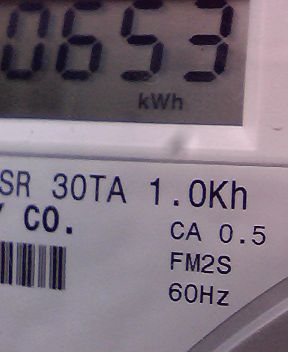 0653
kWh
SR 30TA 1.0Kh
Y CO.
CA 0.5
FM2S
60Hz